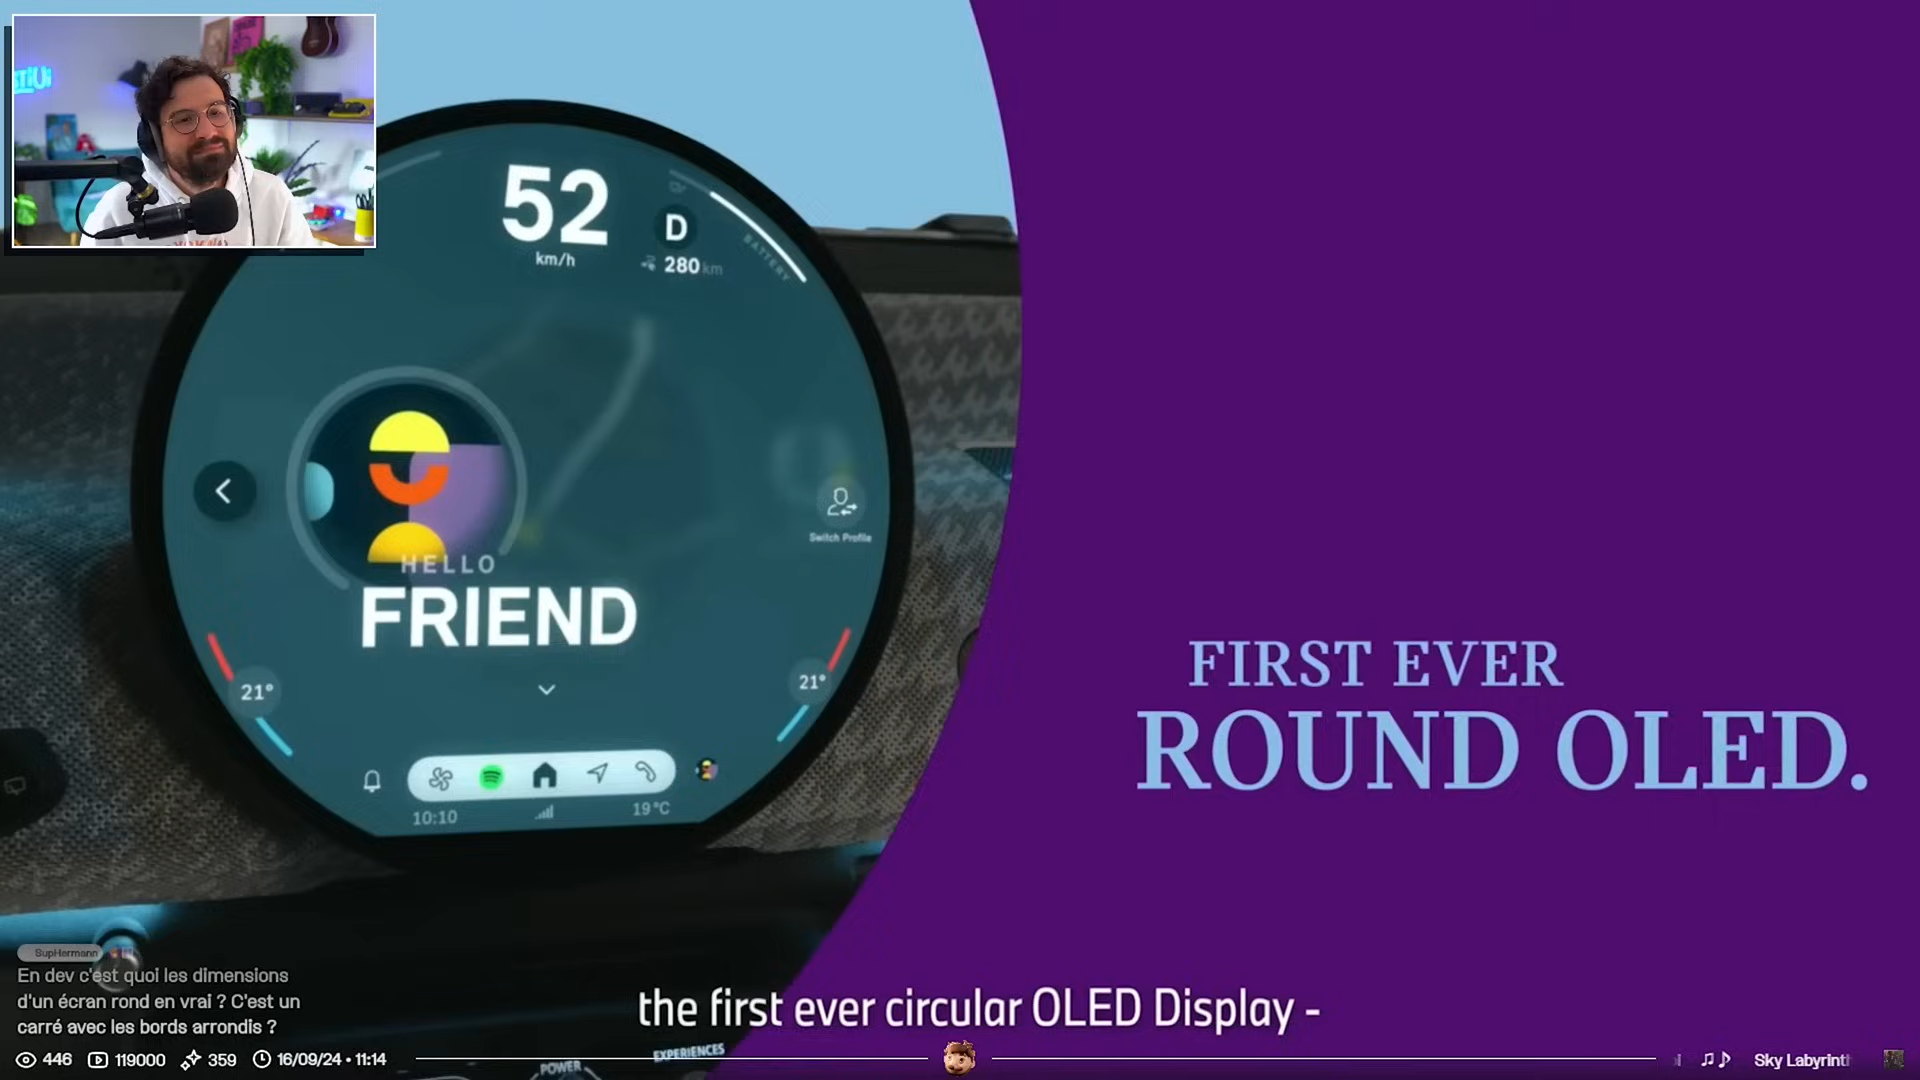 52
D
km/h
280 km
BATTERY
Switch Profile
HELLO
FRIEND
21°
21°
10:10
19°C
FIRST EVER
ROUND OLED.
SupHermann
En dev c'est quoi les dimensions
d'un écran rond en vrai ? C'est un
carré avec les bords arrondis ?
the first ever circular OLED Display -
446
119000
359
16/09/24 • 11:14
POWER
EXPERIENCES
Sky Labyrinth